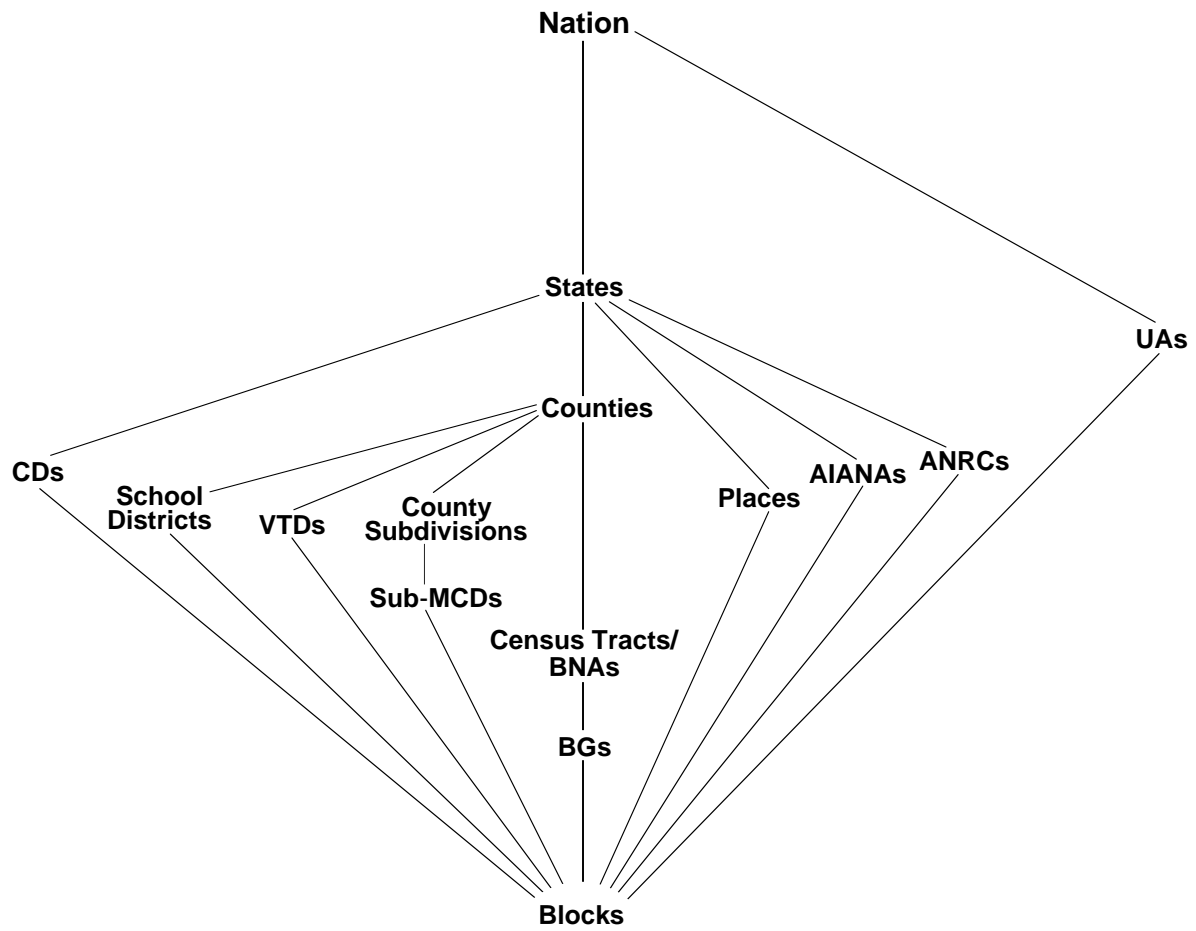 Nation
States
UAs
Counties
CDs
School
Districts
VTDs
County
Subdivisions
Places
AIANAs
ANRCs
Sub-MCDs
Census Tracts/
BNAs
BGs
Blocks